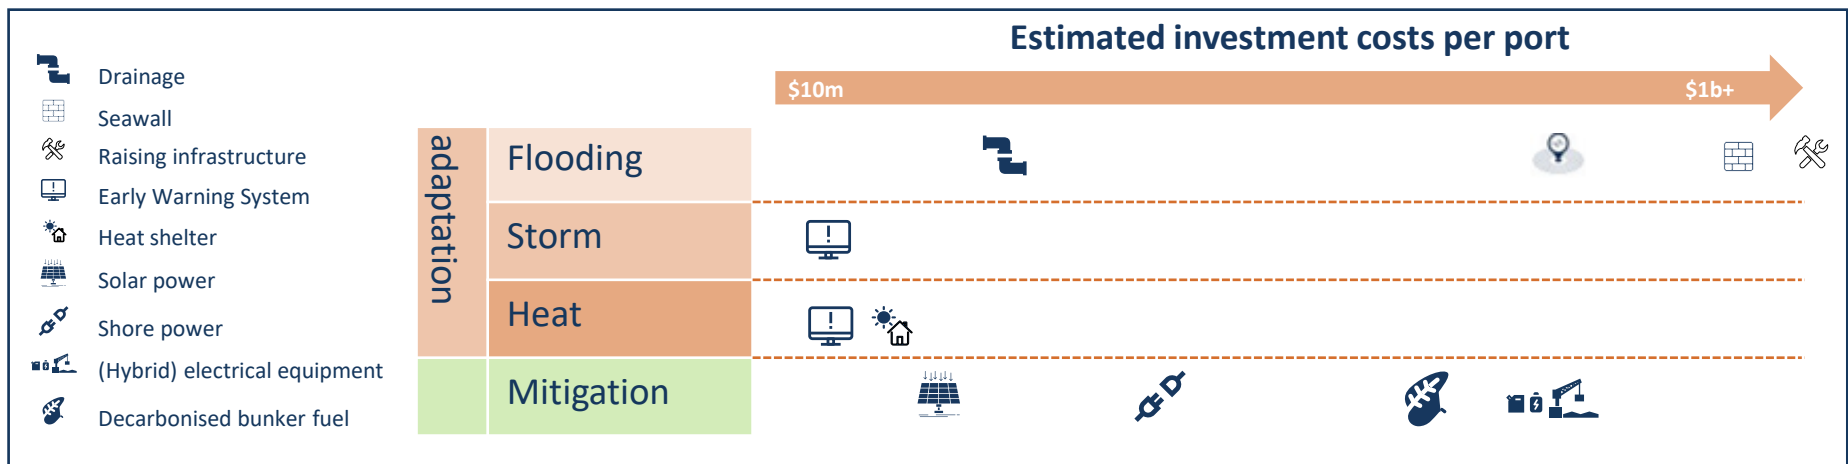 Estimated investment costs per port
$10m
$1b+
Drainage
Seawall
Raising infrastructure
Early Warning System
Heat shelter
Solar power
Shore power
(Hybrid) electrical equipment
Decarbonised bunker fuel
adaptation
Flooding
Storm
Heat
Mitigation